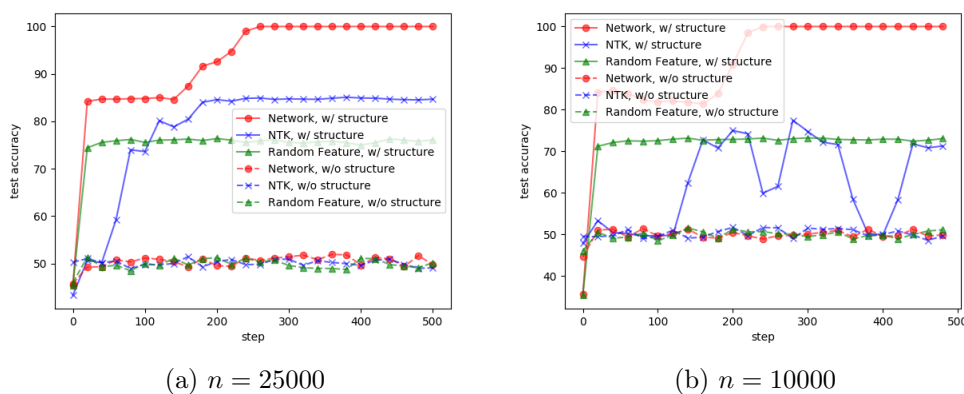 100
90
80
70
60
50
test accuracy
0
100
200
300
400
500
step
Network, w/ structure
NTK, w/ structure
Random Feature, w/ structure
Network, w/o structure
NTK, w/o structure
Random Feature, w/o structure
(a) n = 25000
100
90
80
70
60
50
40
test accuracy
0
100
200
300
400
500
step
Network, w/ structure
NTK, w/ structure
Random Feature, w/ structure
Network, w/o structure
NTK, w/o structure
Random Feature, w/o structure
(b) n = 10000